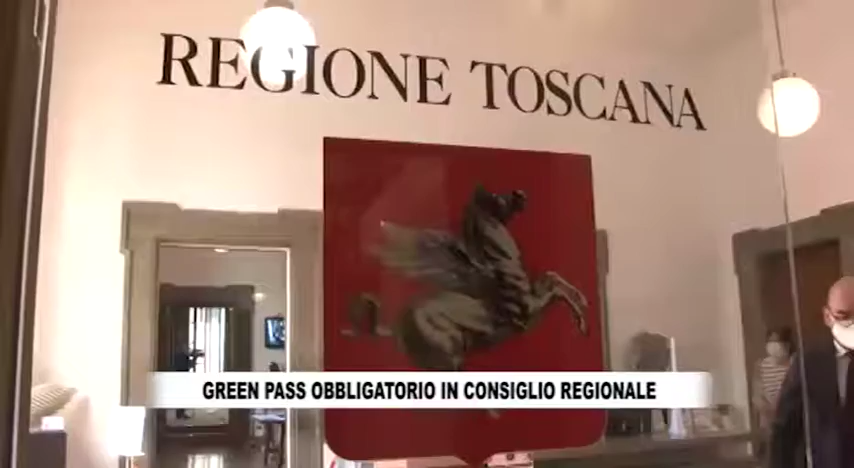 REGIONE TOSCANA
GREEN PASS OBBLIGATORIO IN CONSIGLIO REGIONALE